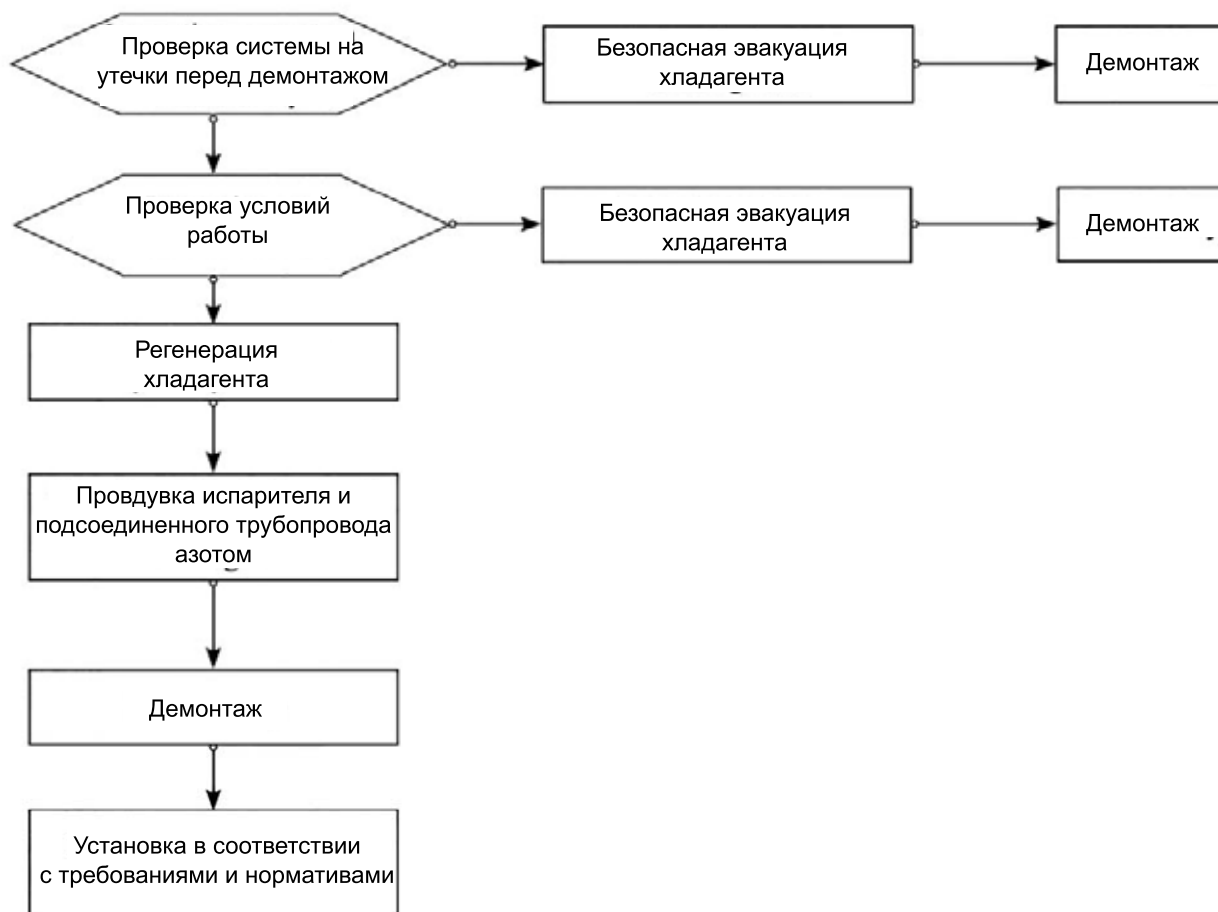 Проверка системы на
утечки перед демонтажом
Безопасная эвакуация
хладагента
Демонтаж
Проверка условий
работы
Безопасная эвакуация
хладагента
Демонтаж
Регенерация
хладагента
Провдувка испарителя и
подсоединенного трубопровода
азотом
Демонтаж
Установка в соответствии
с требованиями и нормативами